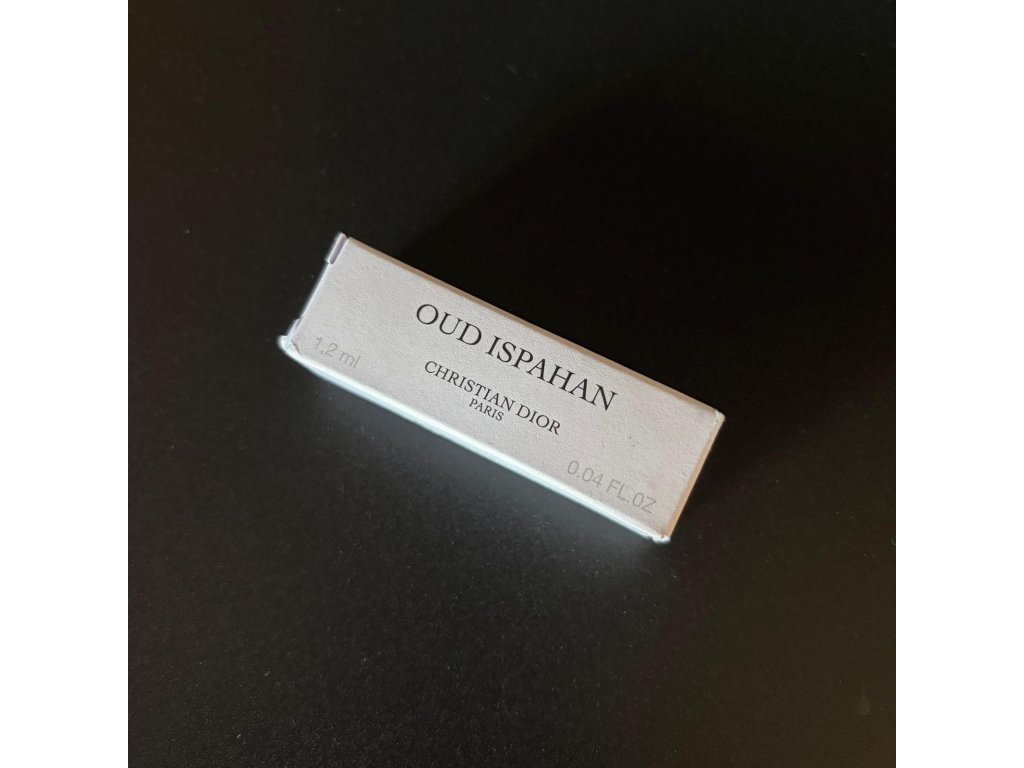 OUD ISPAHAN
CHRISTIAN DIOR
PARIS
1.2 ml
0.04 FL.OZ